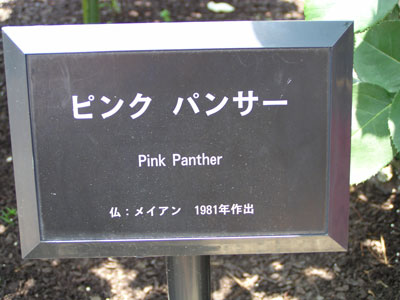 ピンク パンサー
Pink Panther
仏：メイアン 1981年作出